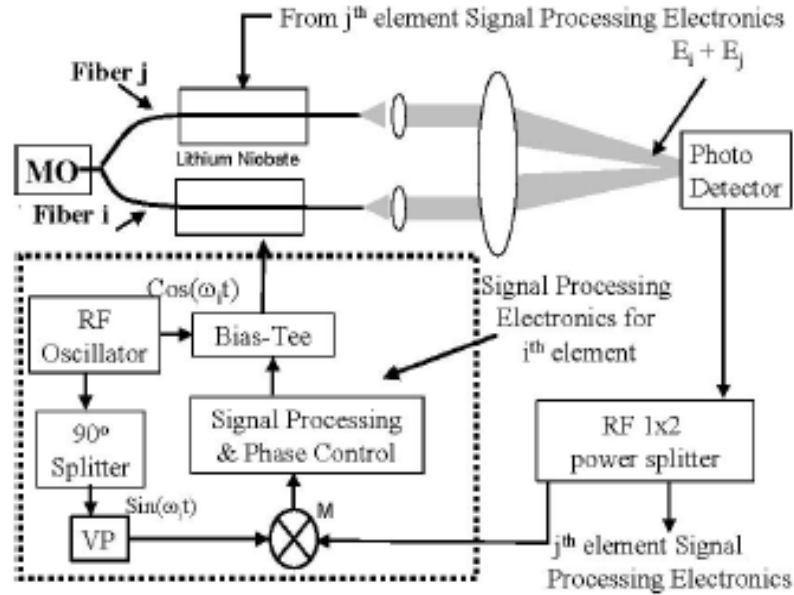 From jth element Signal Processing Electronics
Ei + Ej
Fiber j
Lithium Niobate
MO
Photo
Detector
Fiber i
Cos(ωit)
Signal Processing
Electronics for
ith element
RF
Oscillator
Bias-Tee
Signal Processing
& Phase Control
RF 1x2
power splitter
90º
Splitter
Sin(ωit)
M
VP
jth element Signal
Processing Electronics